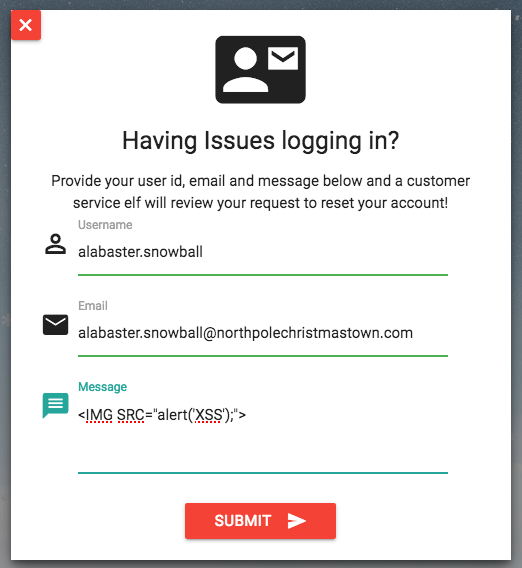 Having Issues logging in?
Provide your user id, email and message below and a customer
service elf will review your request to reset your account!
Username
alabaster.snowball
Email
alabaster.snowball@northpolechristmastown.com
Message
<IMG SRC="alert('XSS');">
SUBMIT